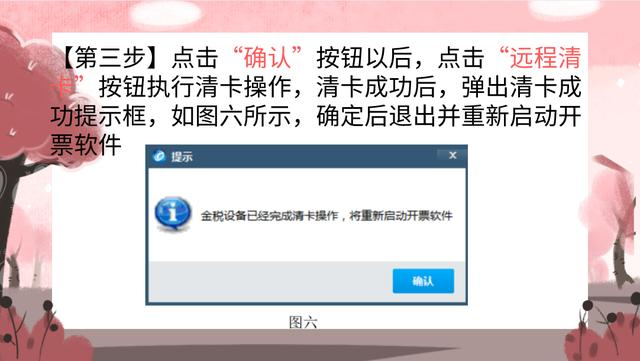 【第三步】点击“确认”按钮以后，点击“远程清
卡”按钮执行清卡操作，清卡成功后，弹出清卡成
功提示框，如图六所示，确定后退出并重新启动开
票软件
提示
金税设备已经完成清卡操作，将重新启动开票软件
确认
图六